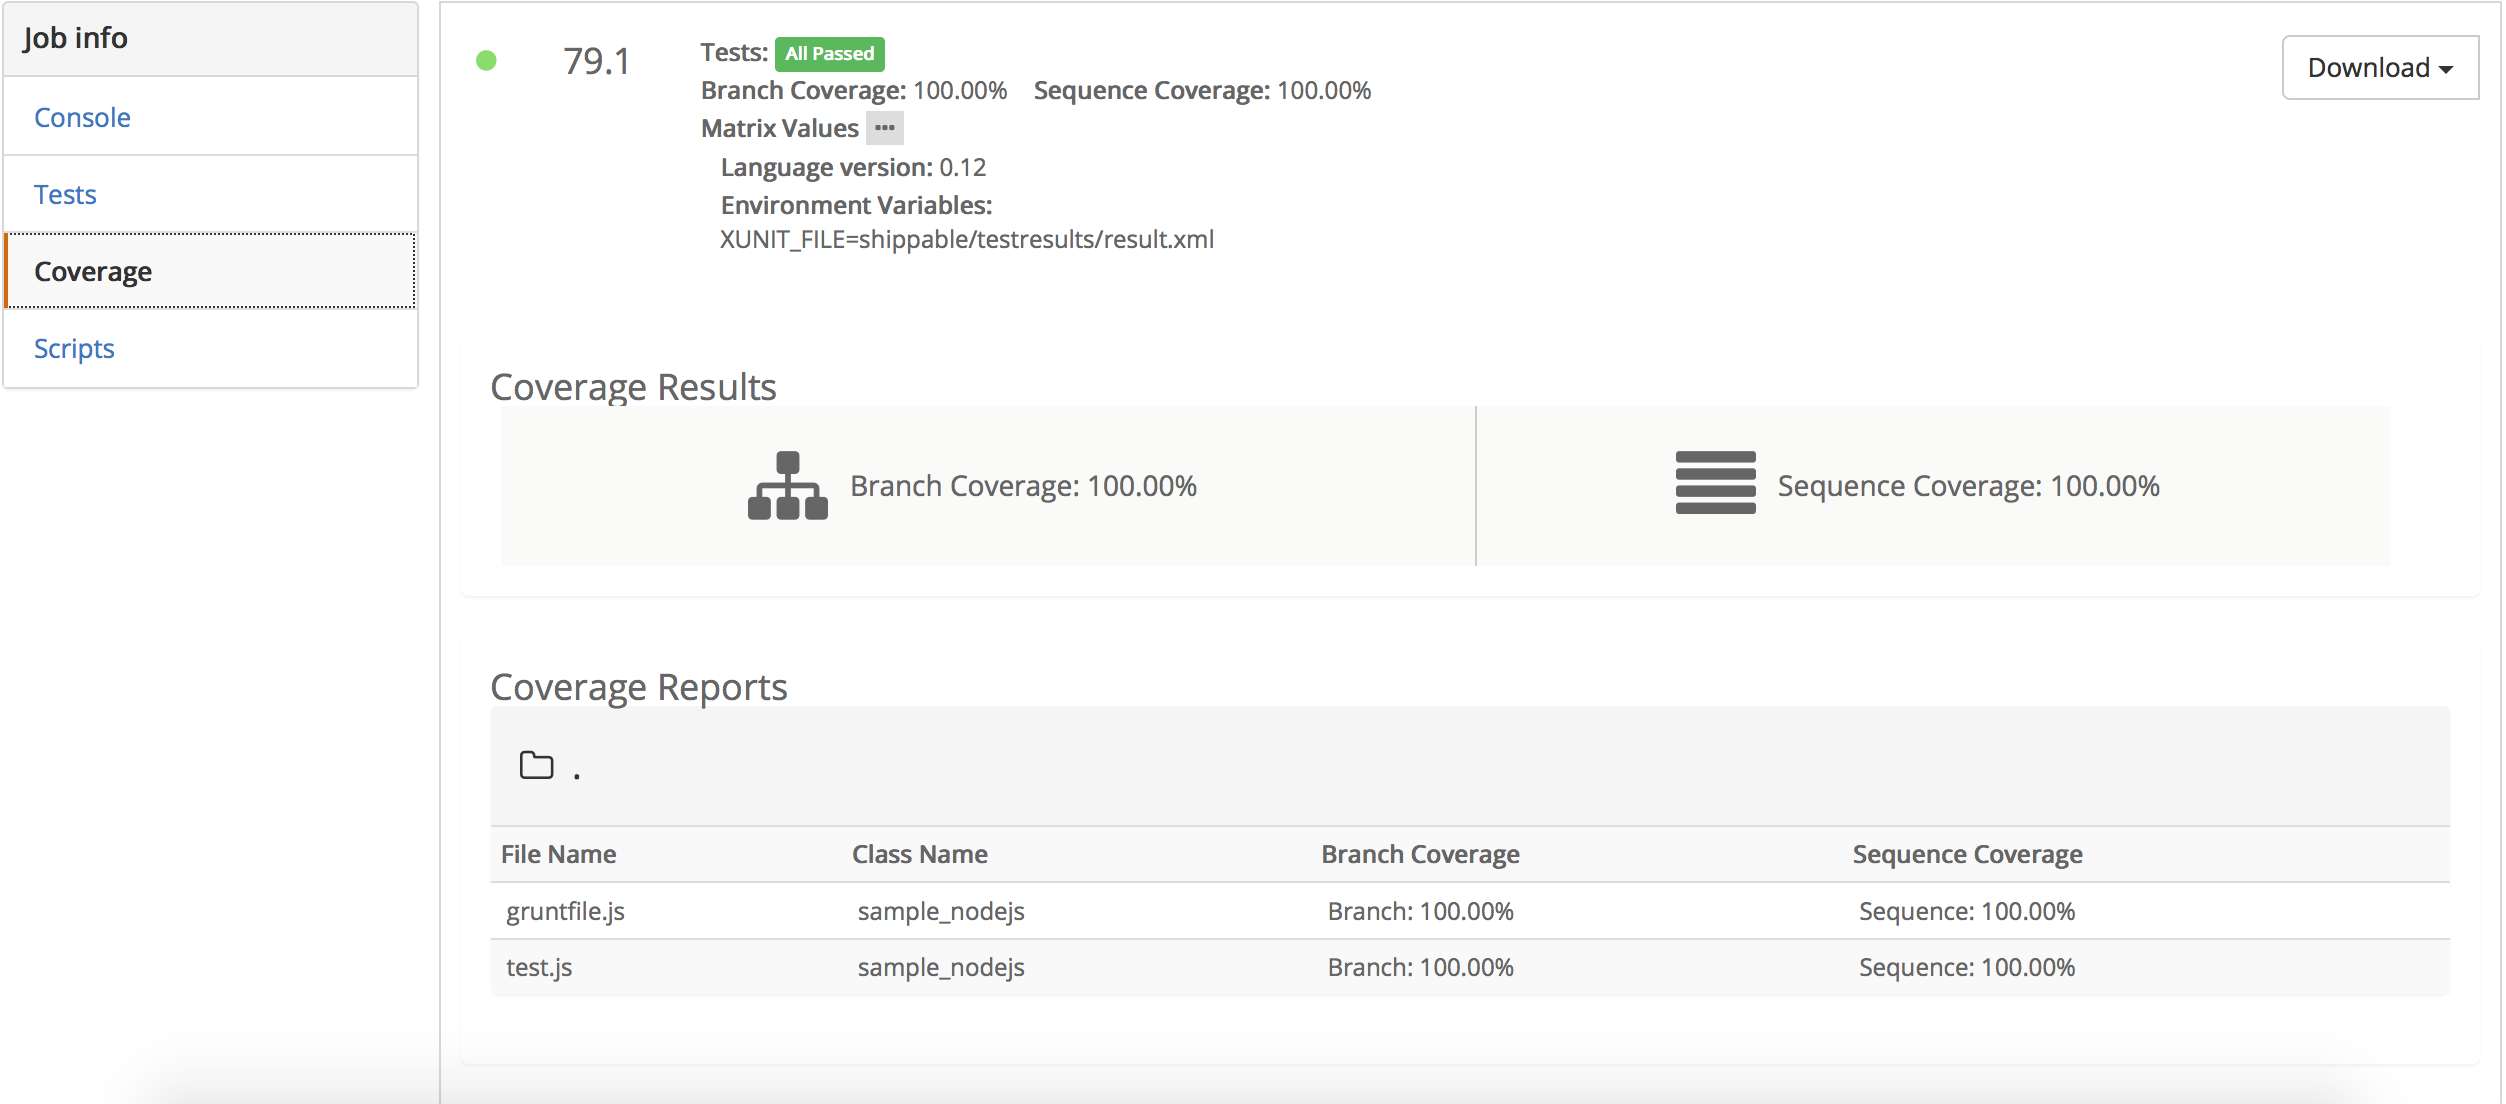 Job info
Console
Tests
Coverage
Scripts
79.1
Tests: All Passed
Branch Coverage: 100.00% Sequence Coverage: 100.00%
Matrix Values ...
Language version: 0.12
Environment Variables:
XUNIT_FILE=shippable/testresults/result.xml
Download
Coverage Results
Branch Coverage: 100.00% Sequence Coverage: 100.00%
Coverage Reports
.
File Name Class Name Branch Coverage Sequence Coverage
gruntfile.js sample_nodejs Branch: 100.00% Sequence: 100.00%
test.js sample_nodejs Branch: 100.00% Sequence: 100.00%